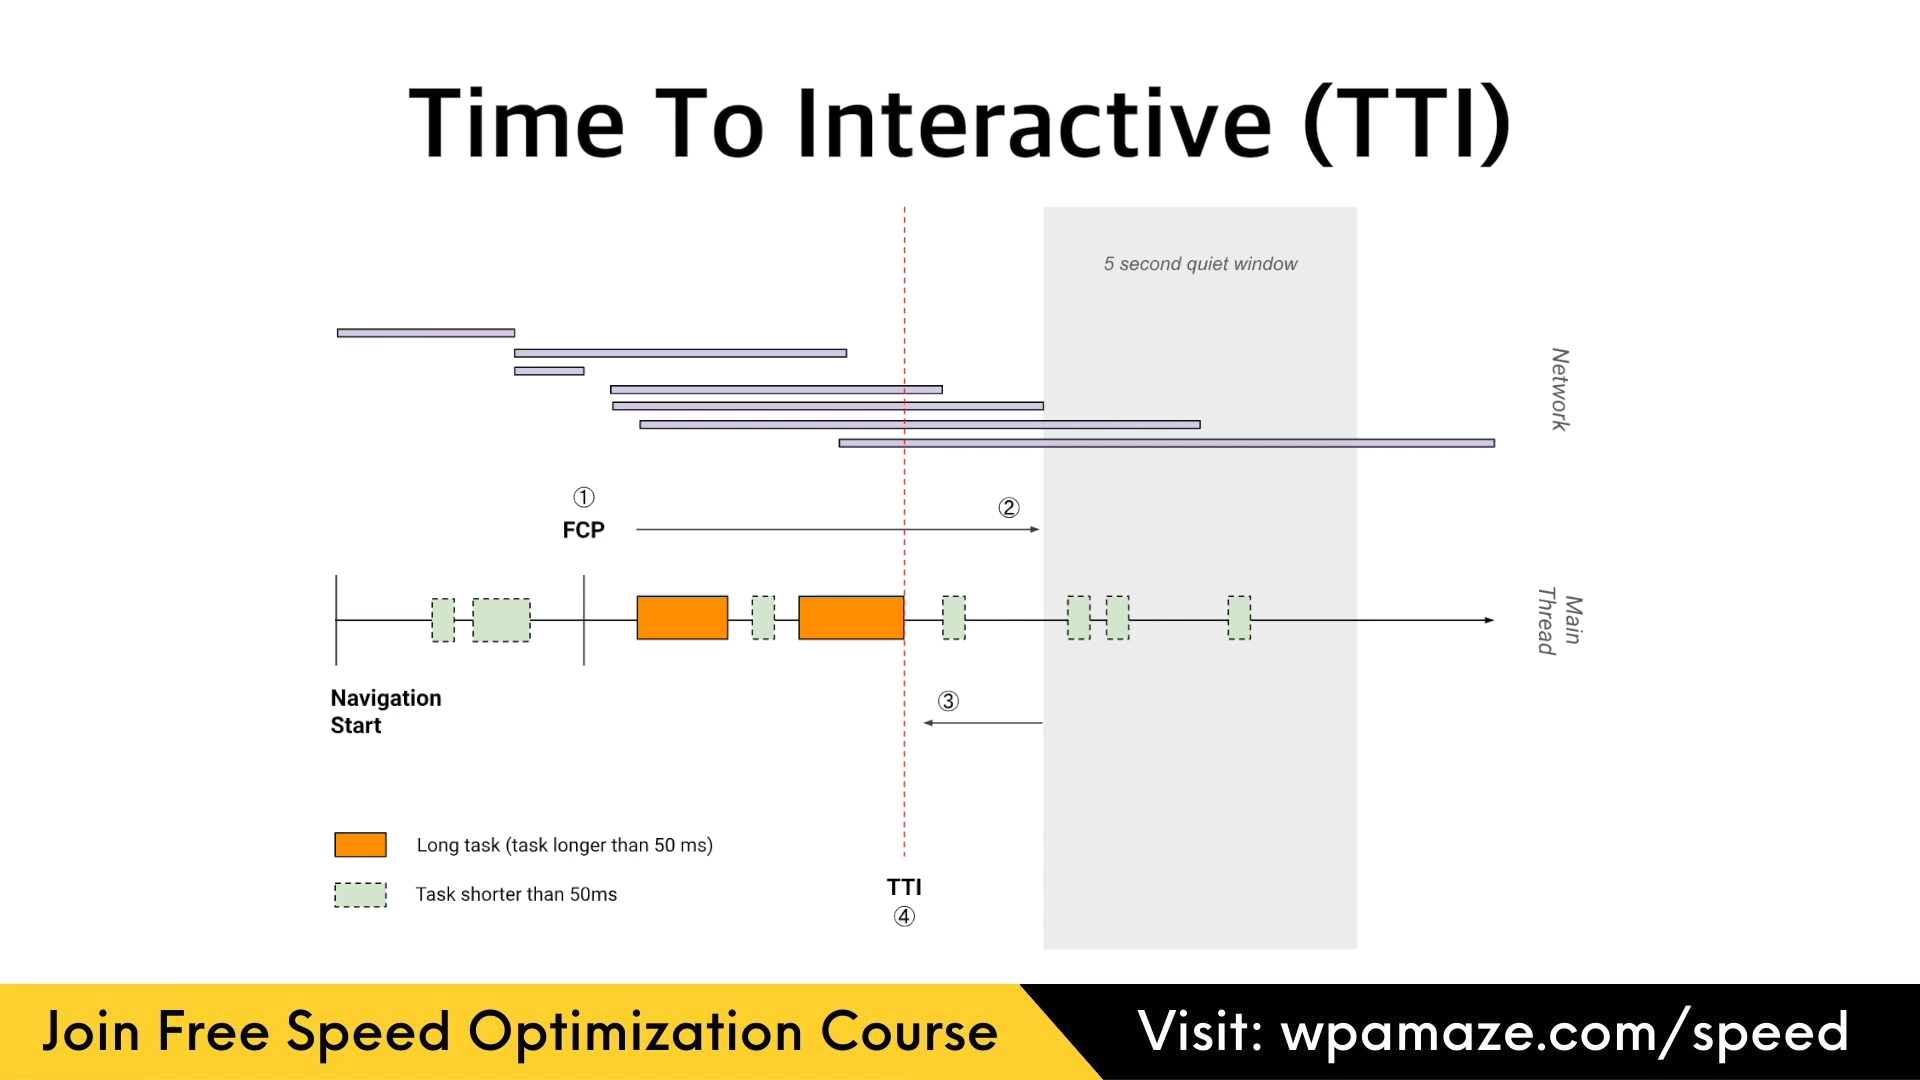 Time To Interactive (TTI)
5 second quiet window
Network
①
FCP
②
Main
Thread
Navigation
Start
③
Long task (task longer than 50 ms)
Task shorter than 50ms
TTI
④
Join Free Speed Optimization Course
Visit: wpamaze.com/speed